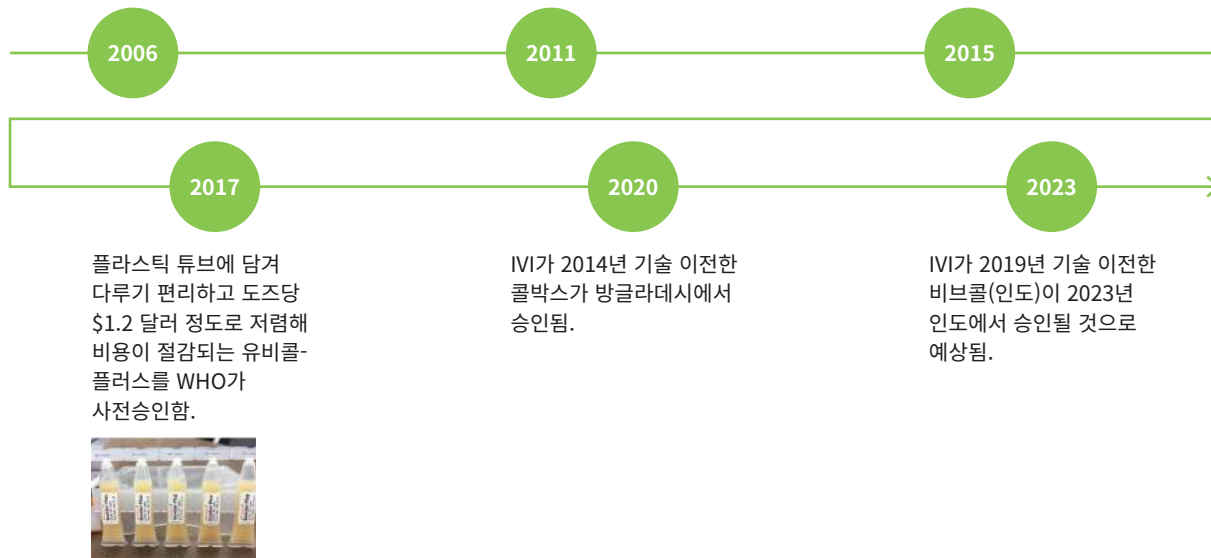 2006
2011
2015
2017
2020
2023
플라스틱 튜브에 담겨
다루기 편리하고 도즈당
$1.2 달러 정도로 저렴해
비용이 절감되는 유비콜-
플러스를 WHO가
사전승인함.
IVI가 2014년 기술 이전한
콜박스가 방글라데시에서
승인됨.
IVI가 2019년 기술 이전한
비브콜(인도)이 2023년
인도에서 승인될 것으로
예상됨.